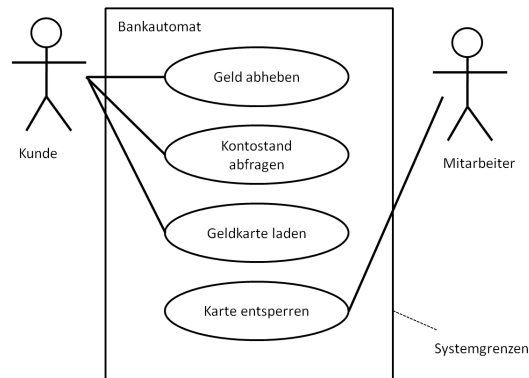 Bankautomat
Geld abheben
Kunde
Kontostand
abfragen
Mitarbeiter
Geldkarte laden
Karte entsperren
Systemgrenzen